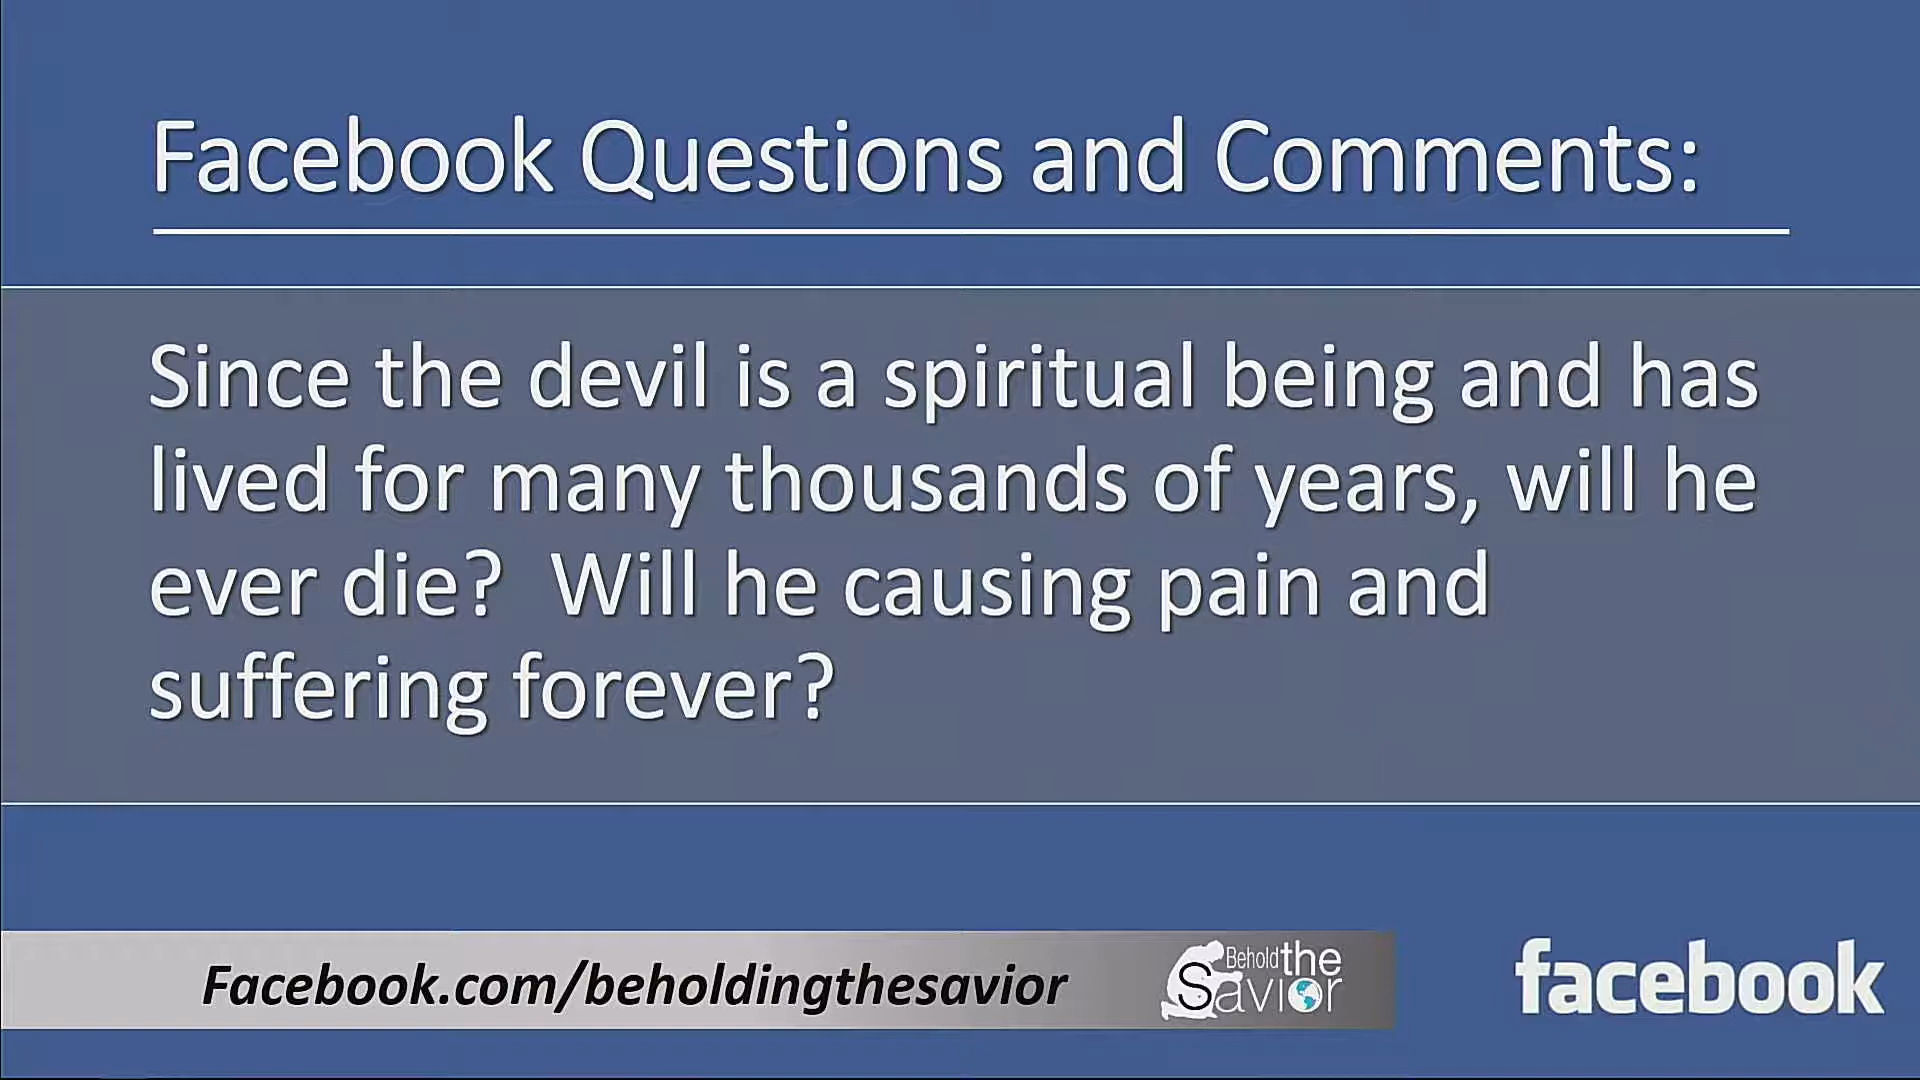 Facebook Questions and Comments:
Since the devil is a spiritual being and has
lived for many thousands of years, will he
ever die?  Will he causing pain and
suffering forever?
Facebook.com/beholdingthesavior
Behold the
Savior
facebook